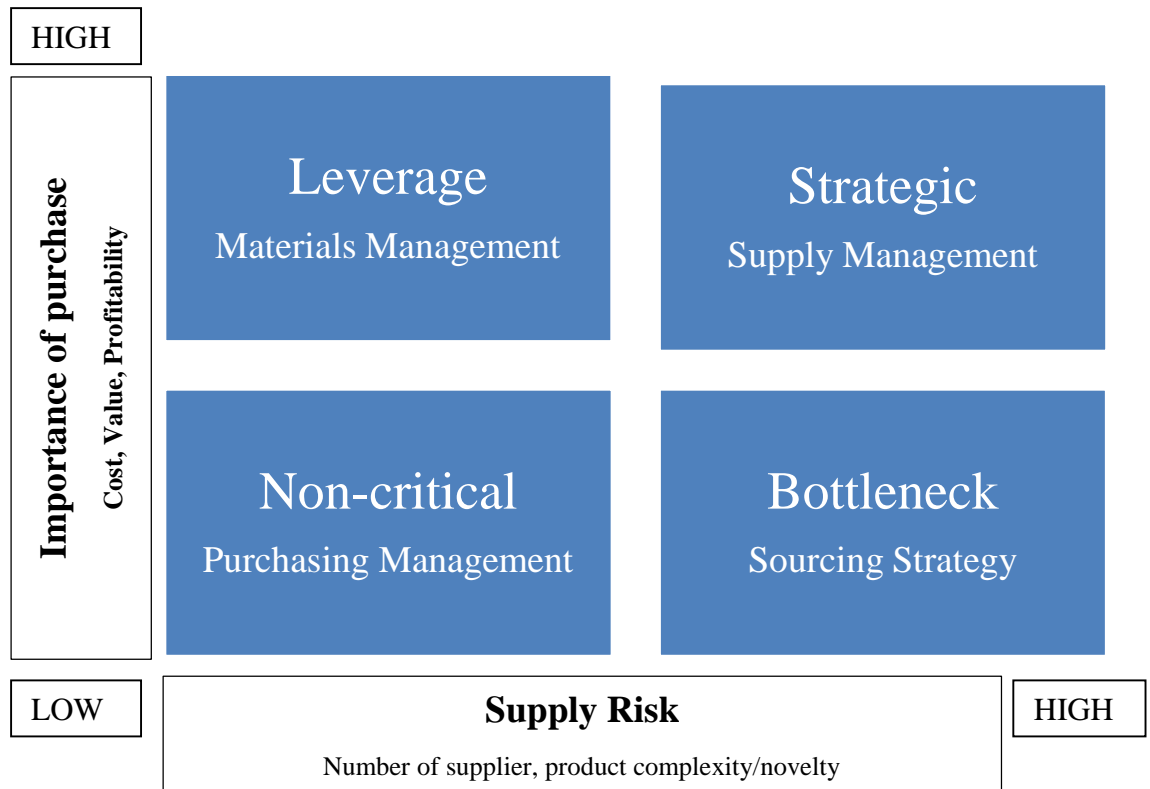 HIGH
Importance of purchase
Cost, Value, Profitability
Leverage
Materials Management
Strategic
Supply Management
Non-critical
Purchasing Management
Bottleneck
Sourcing Strategy
LOW
Supply Risk
Number of supplier, product complexity/novelty
HIGH